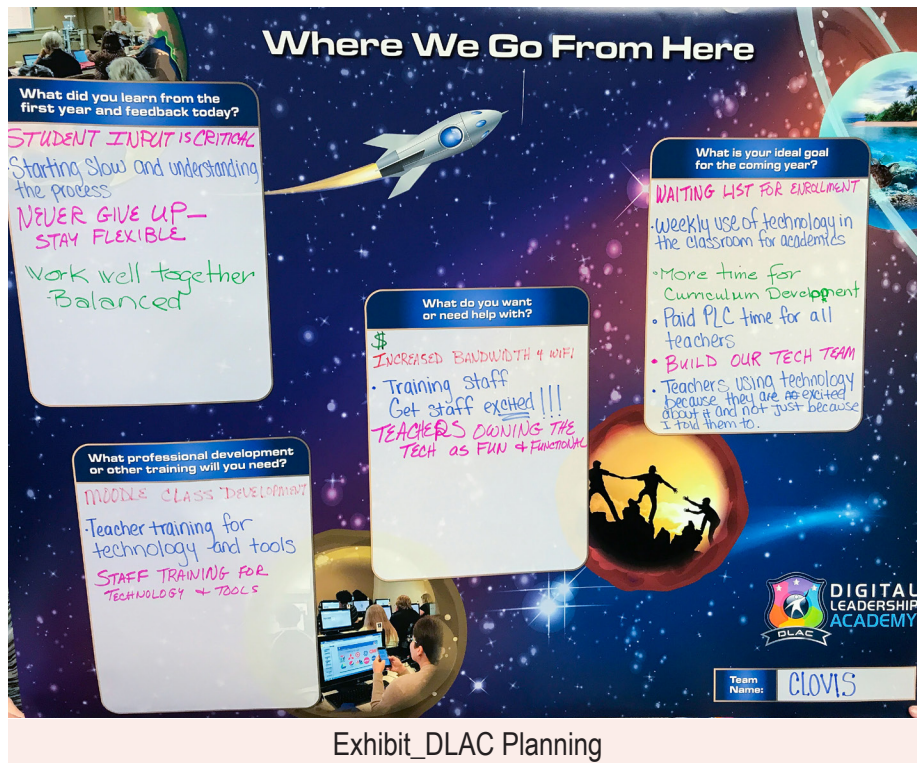 Where We Go From Here
What did you learn from the
first year and feedback today?
STUDENT INPUT IS CRITICAL
Starting Slow and understanding
the process
NEVER GIVE UP—
STAY FLEXIBLE
Work well together
-Balanced
What do you want
or need help with?
$
INCREASED BANDWIDTH & WIFI
• Training staff
Get staff excited!!!
TEACHERS OWNING THE
TECH AS FUN & FUNCTIONAL
What is your ideal goal
for the coming year?
WAITING LIST FOR ENROLLMENT
• Weekly use of technology in
the classroom for academics
• More time for
Curriculum Development
• Paid PLC time for all
teachers
• BUILD OUR TECH TEAM
• Teachers using technology
because they are excited
about it and not just because
I told them to.
What professional development
or other training will you need?
MOODLE CLASS DEVELOPMENT
• Teacher training for
technology and tools
STAFF TRAINING FOR
TECHNOLOGY & TOOLS
DIGITAL
LEADERSHIP
ACADEMY
DLAC
Team
Name:
CLOVIS
Exhibit_DLAC Planning